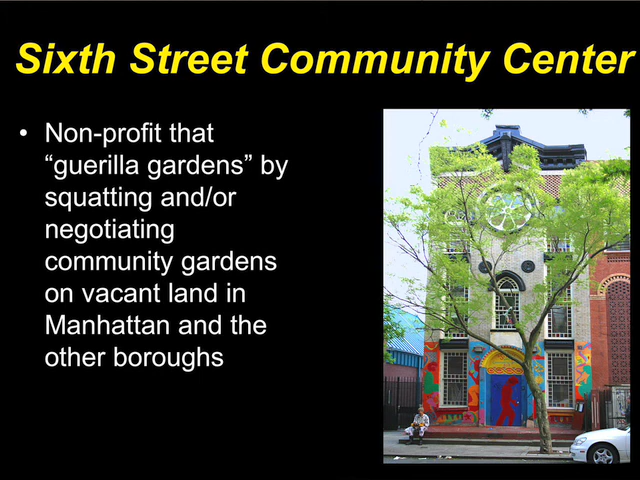 Sixth Street Community Center
• Non-profit that
“guerilla gardens” by
squatting and/or
negotiating
community gardens
on vacant land in
Manhattan and the
other boroughs